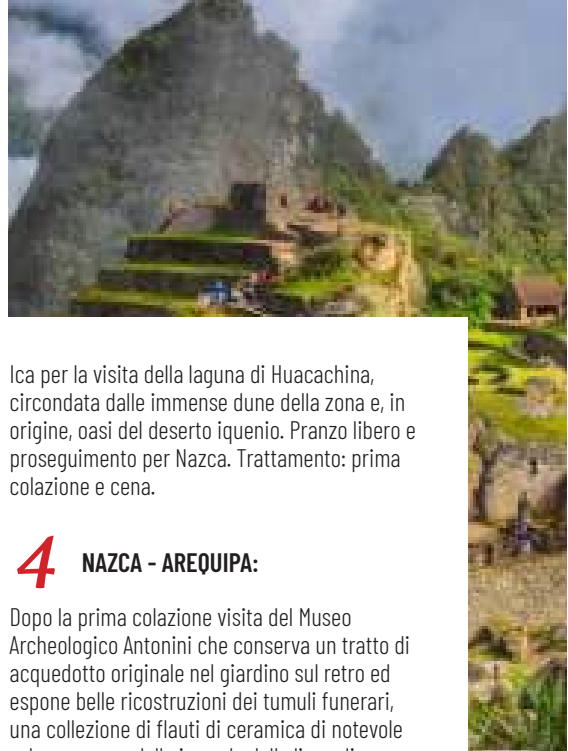 Ica per la visita della laguna di Huacachina,
circondata dalle immense dune della zona e, in
origine, oasi del deserto iquenio. Pranzo libero e
proseguimento per Nazca. Trattamento: prima
colazione e cena.
4 NAZCA - AREQUIPA:
Dopo la prima colazione visita del Museo
Archeologico Antonini che conserva un tratto di
acquedotto originale nel giardino sul retro ed
espone belle ricostruzioni dei tumuli funerari,
una collezione di flauti di ceramica di notevole